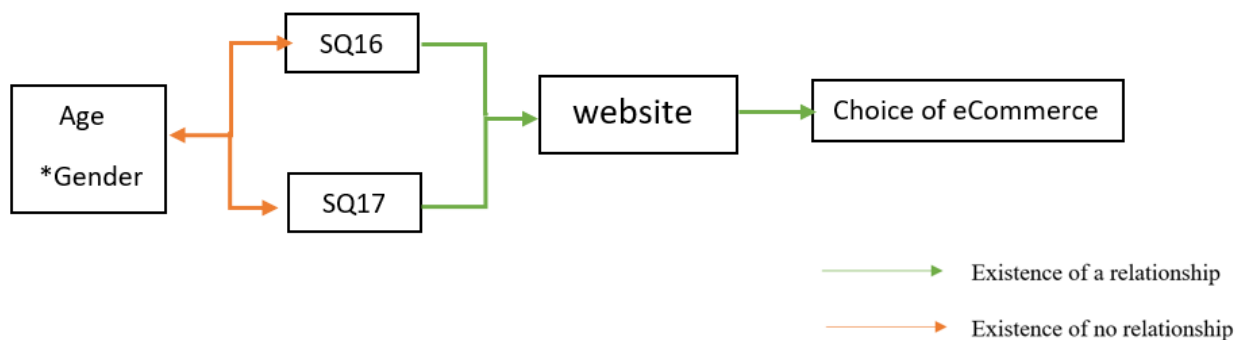 SQ16
Age
*Gender
SQ17
website
Choice of eCommerce
Existence of a relationship
Existence of no relationship